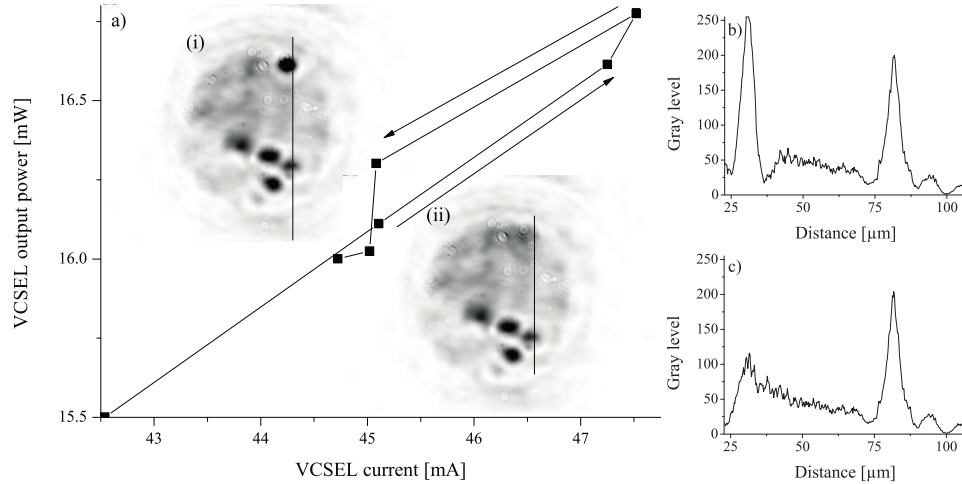 a)
(i)
(ii)
16.5
16.0
15.5
VCSEL output power [mW]
43 44 45 46 47
VCSEL current [mA]
b)
250
200
150
100
50
0
Gray level
25 50 75 100
Distance [µm]
c)
250
200
150
100
50
0
Gray level
25 50 75 100
Distance [µm]